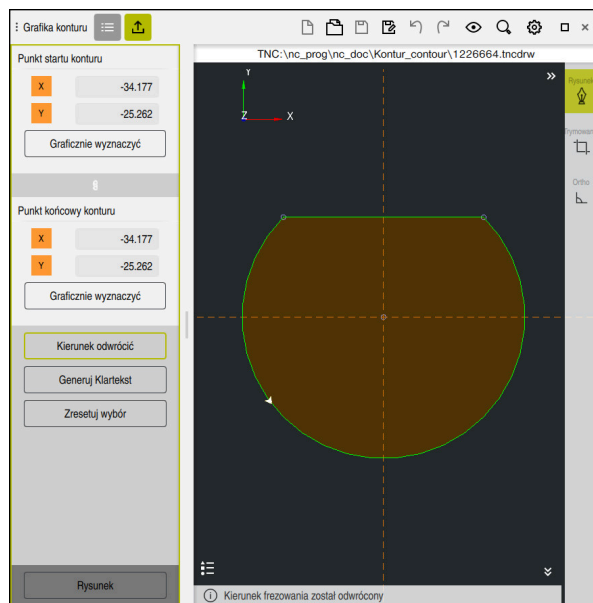 Grafika konturu
TNC:\nc_prog\nc_doc\Kontur_contour\1226664.tncdrw
Punkt startu konturu
X -34.177
Y -25.262
Graficznie wyznaczyć
Punkt końcowy konturu
X -34.177
Y -25.262
Graficznie wyznaczyć
Kierunek odwrócić
Generuj Klartekst
Zresetuj wybór
Rysunek
Y
Z X
Rysunek
Trymowan
Ortho
Kierunek frezowania został odwrócony